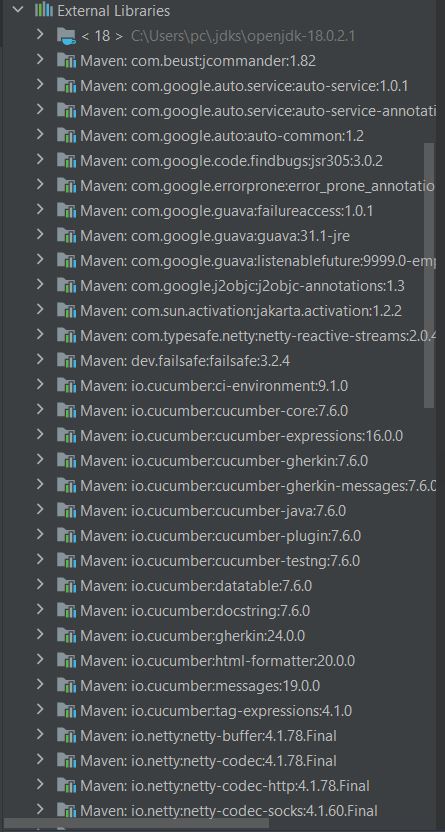 External Libraries
< 18 > C:\Users\pc\.jdks\openjdk-18.0.2.1
Maven: com.beust:jcommander:1.82
Maven: com.google.auto.service:auto-service:1.0.1
Maven: com.google.auto.service:auto-service-annotati
Maven: com.google.auto:auto-common:1.2
Maven: com.google.code.findbugs:jsr305:3.0.2
Maven: com.google.errorprone:error_prone_annotatio
Maven: com.google.guava:failureaccess:1.0.1
Maven: com.google.guava:guava:31.1-jre
Maven: com.google.guava:listenablefuture:9999.0-emp
Maven: com.google.j2objc:j2objc-annotations:1.3
Maven: com.sun.activation:jakarta.activation:1.2.2
Maven: com.typesafe.netty:netty-reactive-streams:2.0.4
Maven: dev.failsafe:failsafe:3.2.4
Maven: io.cucumber:ci-environment:9.1.0
Maven: io.cucumber:cucumber-core:7.6.0
Maven: io.cucumber:cucumber-expressions:16.0.0
Maven: io.cucumber:cucumber-gherkin:7.6.0
Maven: io.cucumber:cucumber-gherkin-messages:7.6.0
Maven: io.cucumber:cucumber-java:7.6.0
Maven: io.cucumber:cucumber-plugin:7.6.0
Maven: io.cucumber:cucumber-testng:7.6.0
Maven: io.cucumber:datatable:7.6.0
Maven: io.cucumber:docstring:7.6.0
Maven: io.cucumber:gherkin:24.0.0
Maven: io.cucumber:html-formatter:20.0.0
Maven: io.cucumber:messages:19.0.0
Maven: io.cucumber:tag-expressions:4.1.0
Maven: io.netty:netty-buffer:4.1.78.Final
Maven: io.netty:netty-codec:4.1.78.Final
Maven: io.netty:netty-codec-http:4.1.78.Final
Maven: io.netty:netty-codec-socks:4.1.60.Final